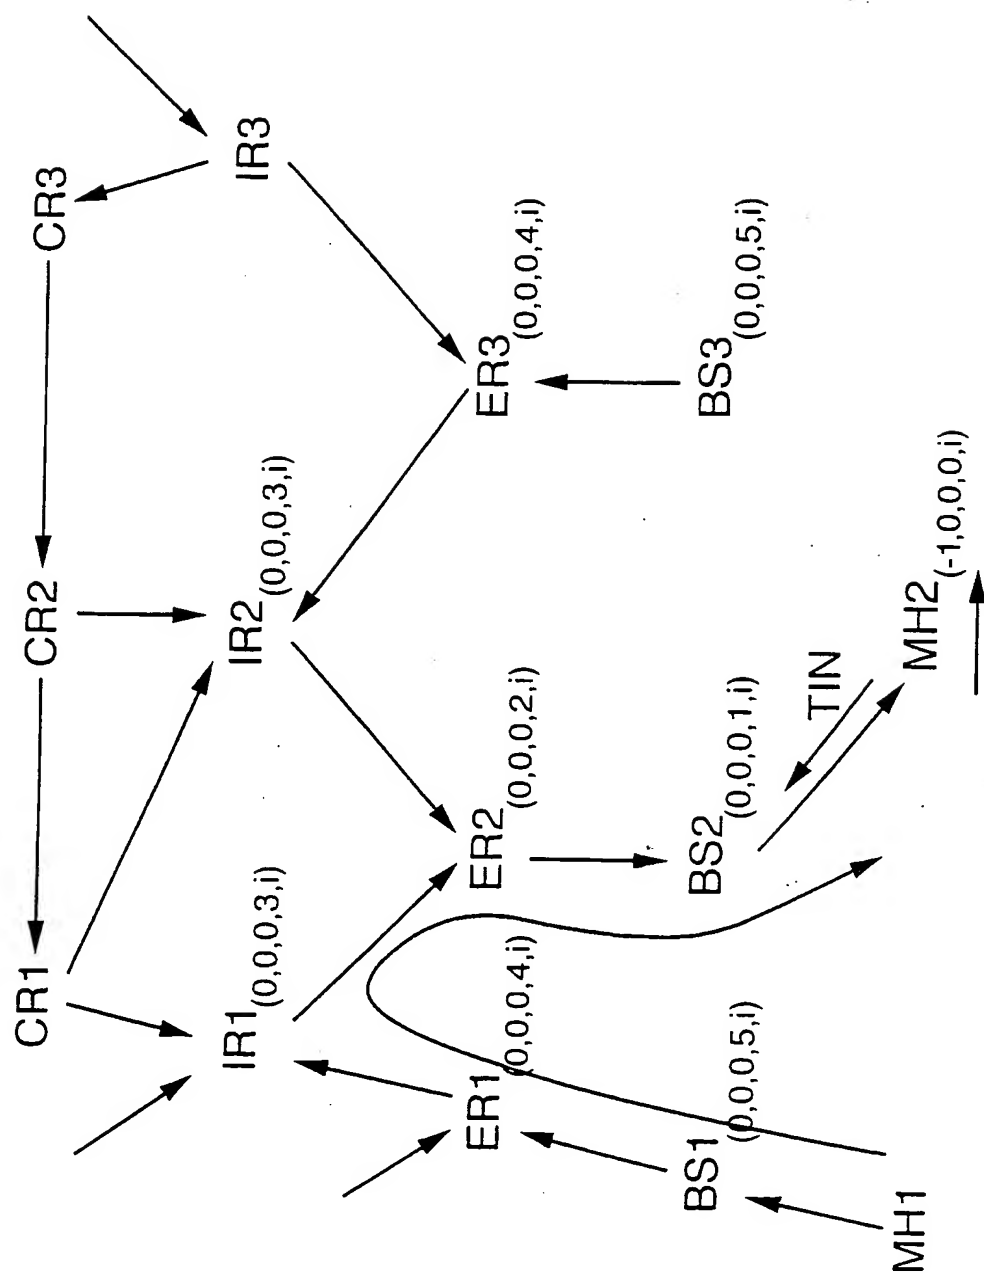 CR1 CR2 CR3
IR1(0,0,0,3,i) IR2(0,0,0,3,i) IR3
ER1(0,0,0,4,i) ER2(0,0,0,2,i) ER3(0,0,0,4,i)
BS1(0,0,0,5,i) BS2(0,0,0,1,i) BS3(0,0,0,5,i)
TIN
MH1 MH2(-1,0,0,0,i)